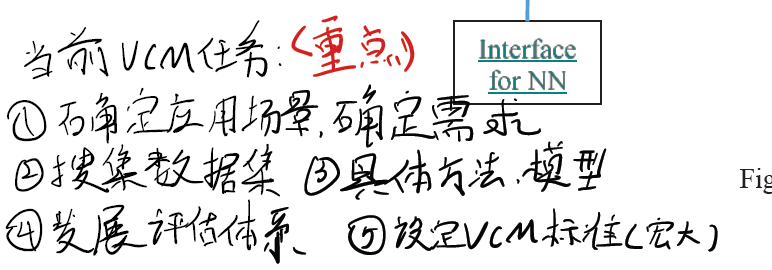 当前VCM任务:(重点)
Interface
for NN
①确定应用场景,确定需求
②搜集数据集 ③具体方法、模型
Fig
④发展评估体系、 ⑤设定VCM标准(宏大)